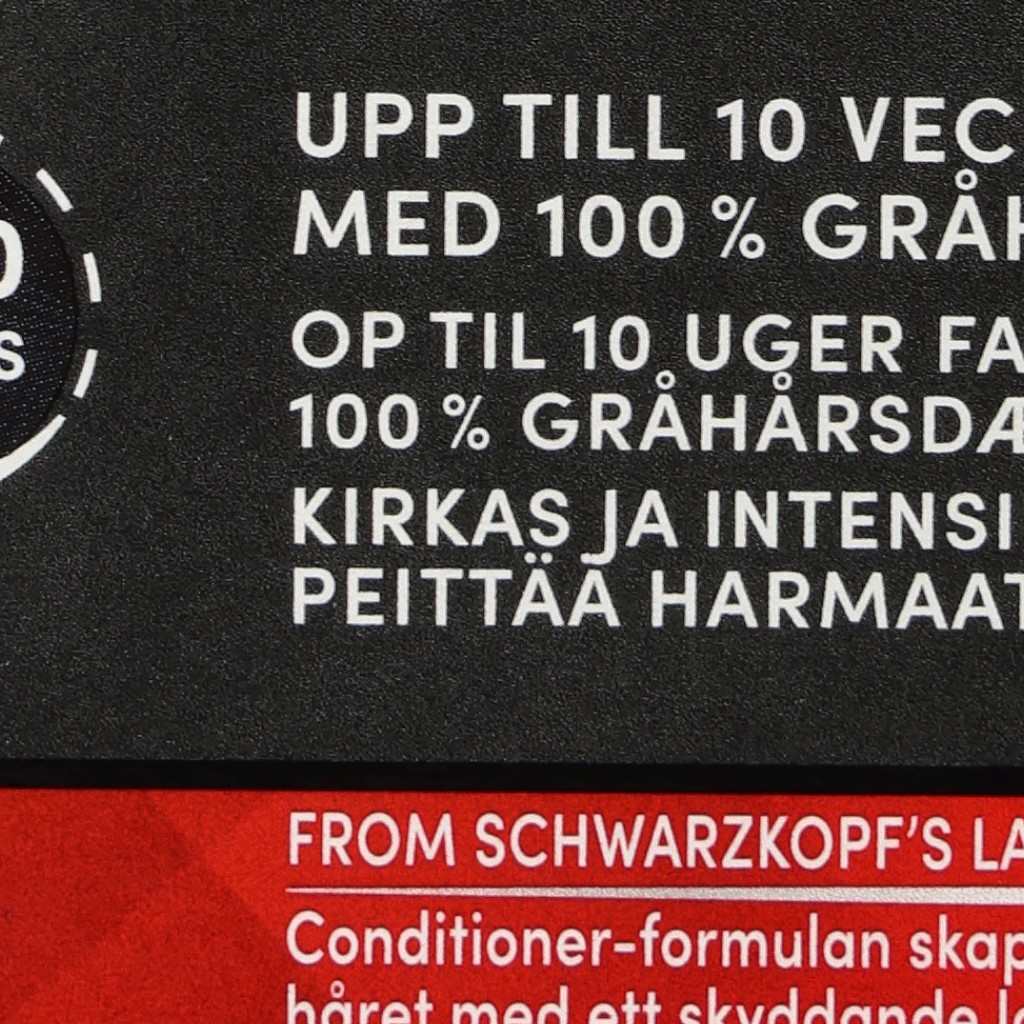 UPP TILL 10 VEC
MED 100 % GRÅH
OP TIL 10 UGER FA
100 % GRÅHÅRSDÆ
KIRKAS JA INTENSI
PEITTÄÄ HARMAAT
FROM SCHWARZKOPF'S LA
Conditioner-formulan skap
håret med ett skyddande